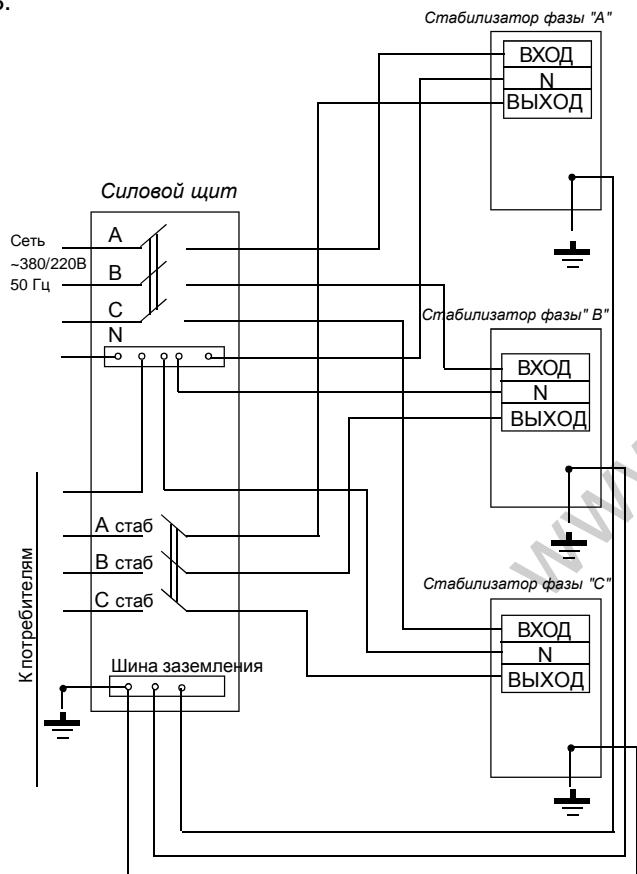 в.
Стабилизатор фазы "А"
ВХОД
N
ВЫХОД
Силовой щит
Сеть
~380/220В
50 Гц
А
В
С
N
Стабилизатор фазы" В"
ВХОД
N
ВЫХОД
К потребителям
А стаб
В стаб
С стаб
Стабилизатор фазы "С"
ВХОД
N
ВЫХОД
Шина заземления
www